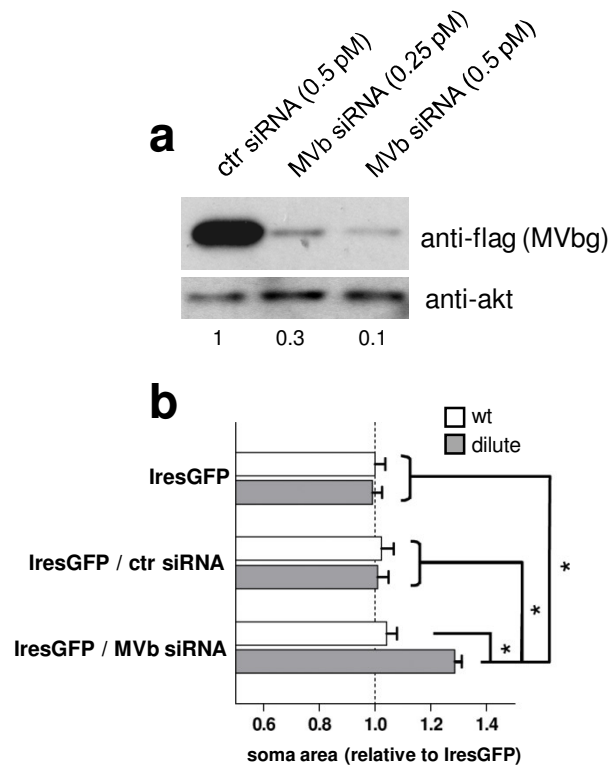 a
ctr siRNA (0.5 pM)
MVb siRNA (0.25 pM)
MVb siRNA (0.5 pM)
anti-flag (MVbg)
anti-akt
1 0.3 0.1
b
wt
dilute
IresGFP
IresGFP / ctr siRNA
IresGFP / MVb siRNA
*
*
*
0.6 0.8 1.0 1.2 1.4
soma area (relative to IresGFP)